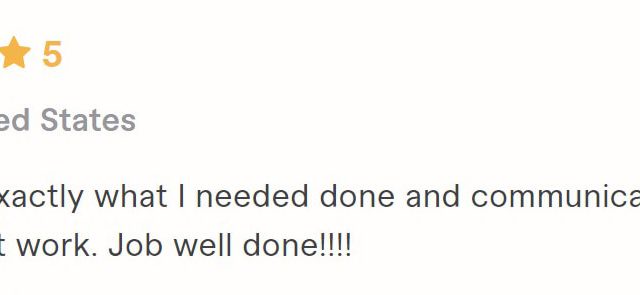 5
ed States
xactly what I needed done and communica
t work. Job well done!!!!